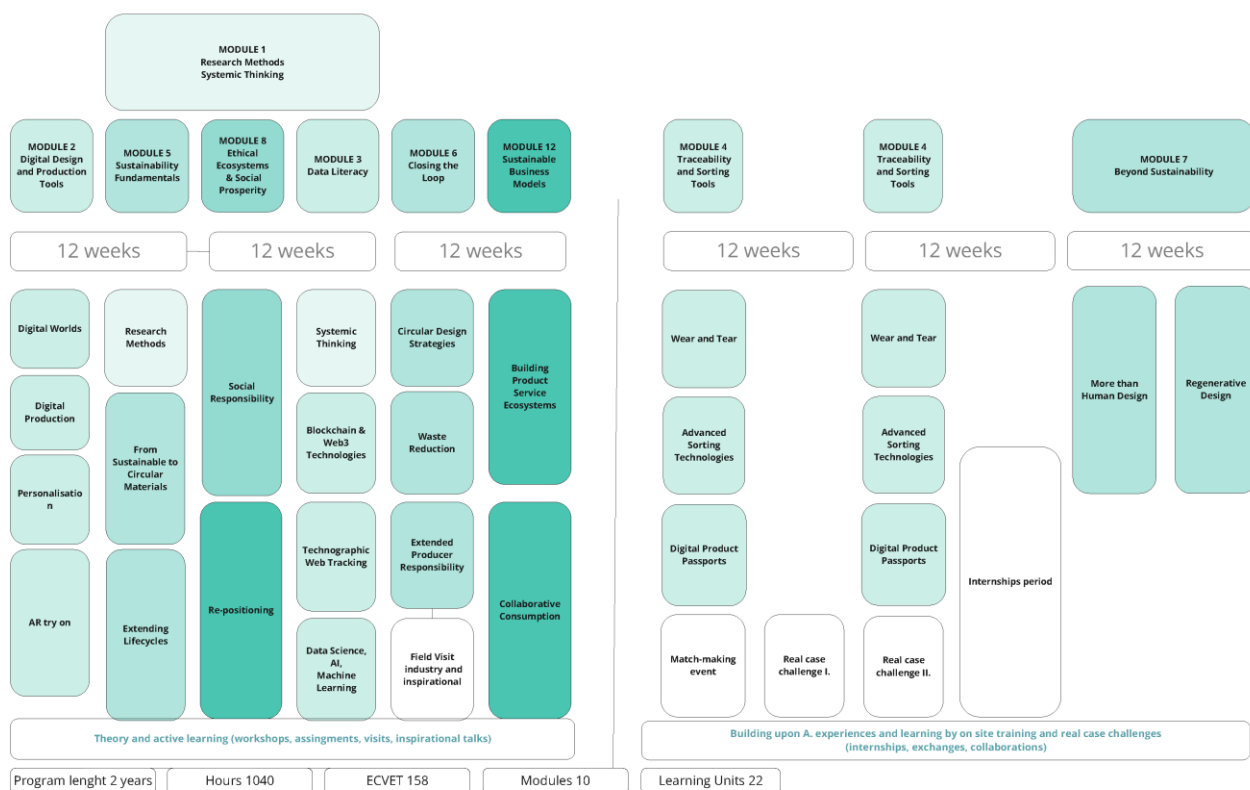 MODULE 1
Research Methods
Systemic Thinking
MODULE 2
Digital Design
and Production
Tools
MODULE 5
Sustainability
Fundamentals
MODULE 8
Ethical
Ecosystems
& Social
Prosperity
MODULE 3
Data Literacy
MODULE 6
Closing the
Loop
MODULE 12
Sustainable
Business
Models
MODULE 4
Traceability
and Sorting
Tools
MODULE 4
Traceability
and Sorting
Tools
MODULE 7
Beyond Sustainability
12 weeks
12 weeks
12 weeks
12 weeks
12 weeks
12 weeks
Digital Worlds
Digital
Production
Personalisatio
n
AR try on
Research
Methods
From
Sustainable to
Circular
Materials
Extending
Lifecycles
Social
Responsibility
Re-positioning
Systemic
Thinking
Blockchain &
Web3
Technologies
Technographic
Web Tracking
Data Science,
AI,
Machine
Learning
Circular Design
Strategies
Waste
Reduction
Extended
Producer
Responsibility
Field Visit
industry and
inspirational
Building
Product
Service
Ecosystems
Collaborative
Consumption
Wear and Tear
Advanced
Sorting
Technologies
Digital Product
Passports
Match-making
event
Real case
challenge I.
Wear and Tear
Advanced
Sorting
Technologies
Digital Product
Passports
Real case
challenge II.
Internships period
More than
Human Design
Regenerative
Design
Theory and active learning (workshops, assingments, visits, inspirational talks)
Building upon A. experiences and learning by on site training and real case challenges
(internships, exchanges, collaborations)
Program lenght 2 years
Hours 1040
ECVET 158
Modules 10
Learning Units 22